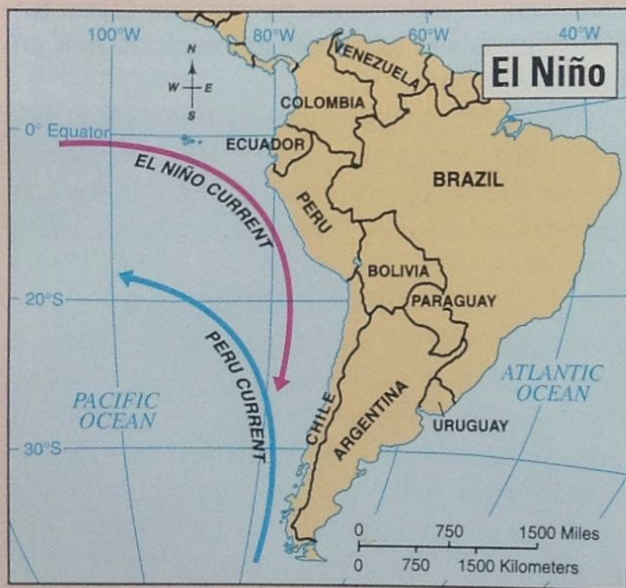 100°W
80°W
60°W
40°W
El Niño
N
W E
S
VENEZUELA
COLOMBIA
0° Equator
ECUADOR
EL NIÑO CURRENT
BRAZIL
PERU
BOLIVIA
20°S
PARAGUAY
PERU CURRENT
PACIFIC
OCEAN
CHILE
ARGENTINA
ATLANTIC
OCEAN
URUGUAY
30°S
0 750 1500 Miles
0 750 1500 Kilometers